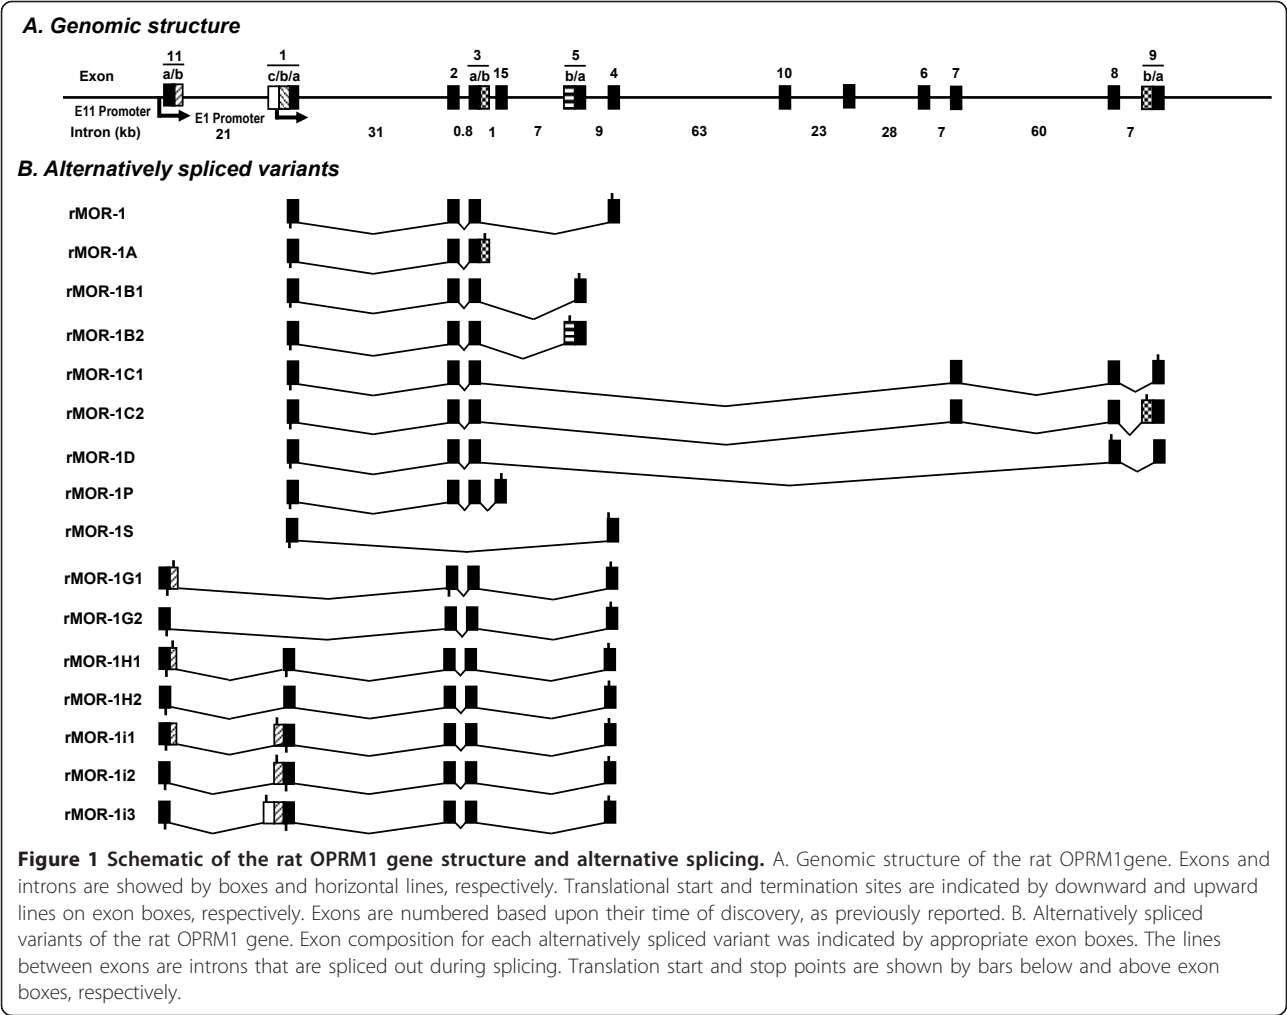 A. Genomic structure
11 1 3 5 9
Exon a/b c/b/a 2 a/b 15 b/a 4 10 6 7 8 b/a
E11 Promoter E1 Promoter
Intron (kb) 21 31 0.8 1 7 9 63 23 28 7 60 7
B. Alternatively spliced variants
rMOR-1
rMOR-1A
rMOR-1B1
rMOR-1B2
rMOR-1C1
rMOR-1C2
rMOR-1D
rMOR-1P
rMOR-1S
rMOR-1G1
rMOR-1G2
rMOR-1H1
rMOR-1H2
rMOR-1i1
rMOR-1i2
rMOR-1i3
Figure 1 Schematic of the rat OPRM1 gene structure and alternative splicing. A. Genomic structure of the rat OPRM1gene. Exons and
introns are showed by boxes and horizontal lines, respectively. Translational start and termination sites are indicated by downward and upward
lines on exon boxes, respectively. Exons are numbered based upon their time of discovery, as previously reported. B. Alternatively spliced
variants of the rat OPRM1 gene. Exon composition for each alternatively spliced variant was indicated by appropriate exon boxes. The lines
between exons are introns that are spliced out during splicing. Translation start and stop points are shown by bars below and above exon
boxes, respectively.